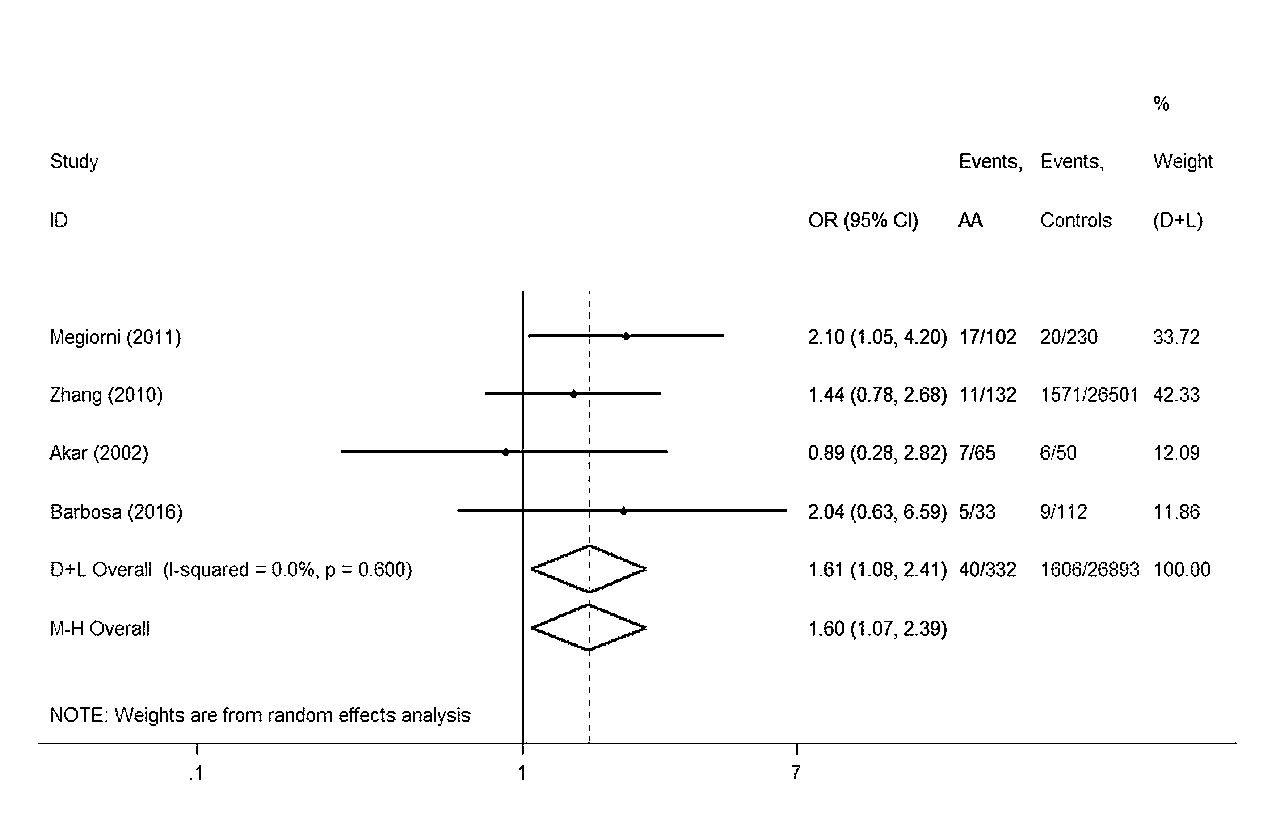 %
Study Events, Events, Weight
ID OR (95% CI) AA Controls (D+L)
Megiorni (2011) 2.10 (1.05, 4.20) 17/102 20/230 33.72
Zhang (2010) 1.44 (0.78, 2.68) 11/132 1571/26501 42.33
Akar (2002) 0.89 (0.28, 2.82) 7/65 6/50 12.09
Barbosa (2016) 2.04 (0.63, 6.59) 5/33 9/112 11.86
D+L Overall (I-squared = 0.0%, p = 0.600) 1.61 (1.08, 2.41) 40/332 1606/26893 100.00
M-H Overall 1.60 (1.07, 2.39)
NOTE: Weights are from random effects analysis
.1 1 7